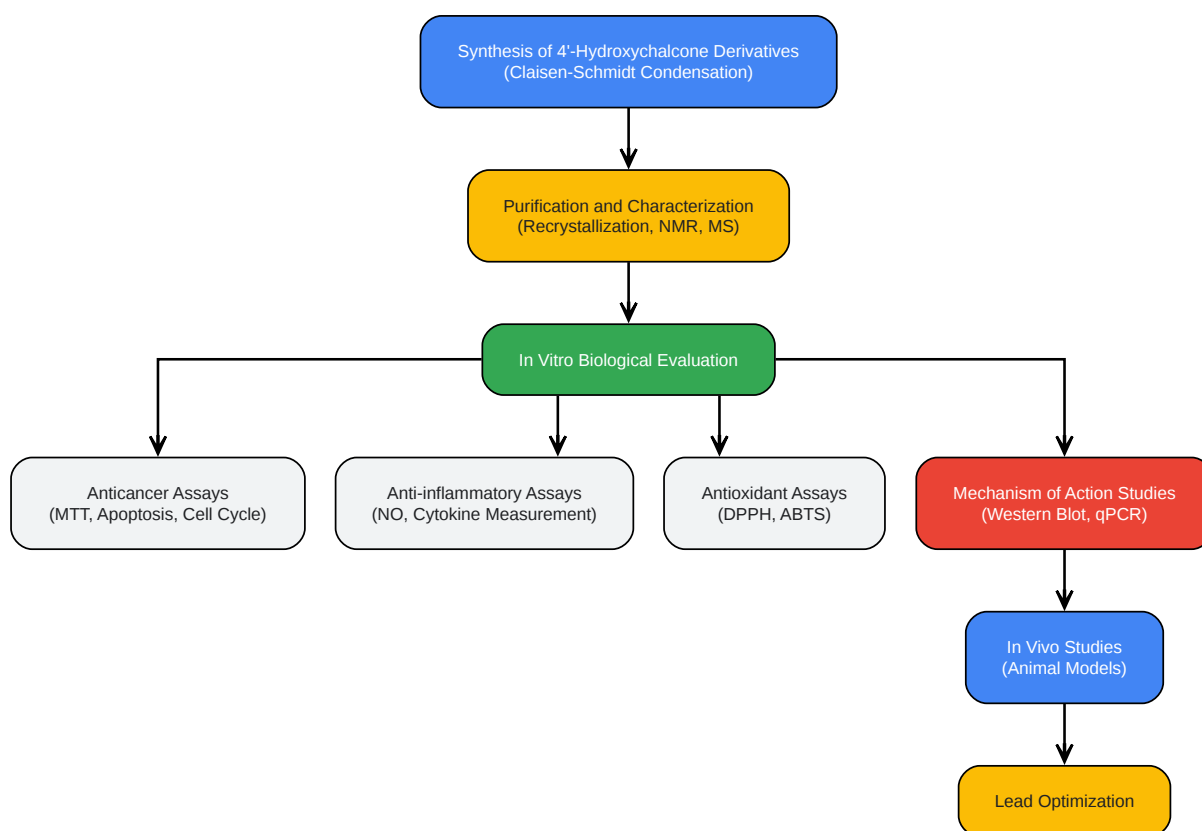 Synthesis of 4'-Hydroxychalcone Derivatives
(Claisen-Schmidt Condensation)
Purification and Characterization
(Recrystallization, NMR, MS)
In Vitro Biological Evaluation
Anticancer Assays
(MTT, Apoptosis, Cell Cycle)
Anti-inflammatory Assays
(NO, Cytokine Measurement)
Antioxidant Assays
(DPPH, ABTS)
Mechanism of Action Studies
(Western Blot, qPCR)
In Vivo Studies
(Animal Models)
Lead Optimization